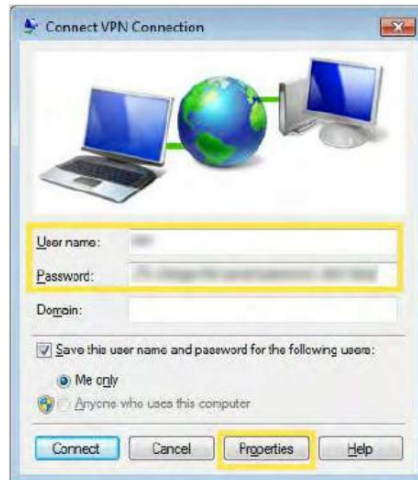 Connect VPN Connection
User name:
Password:
Domain:
Save this user name and password for the following users:
Me only
Anyone who uses this computer
Connect Cancel Properties Help